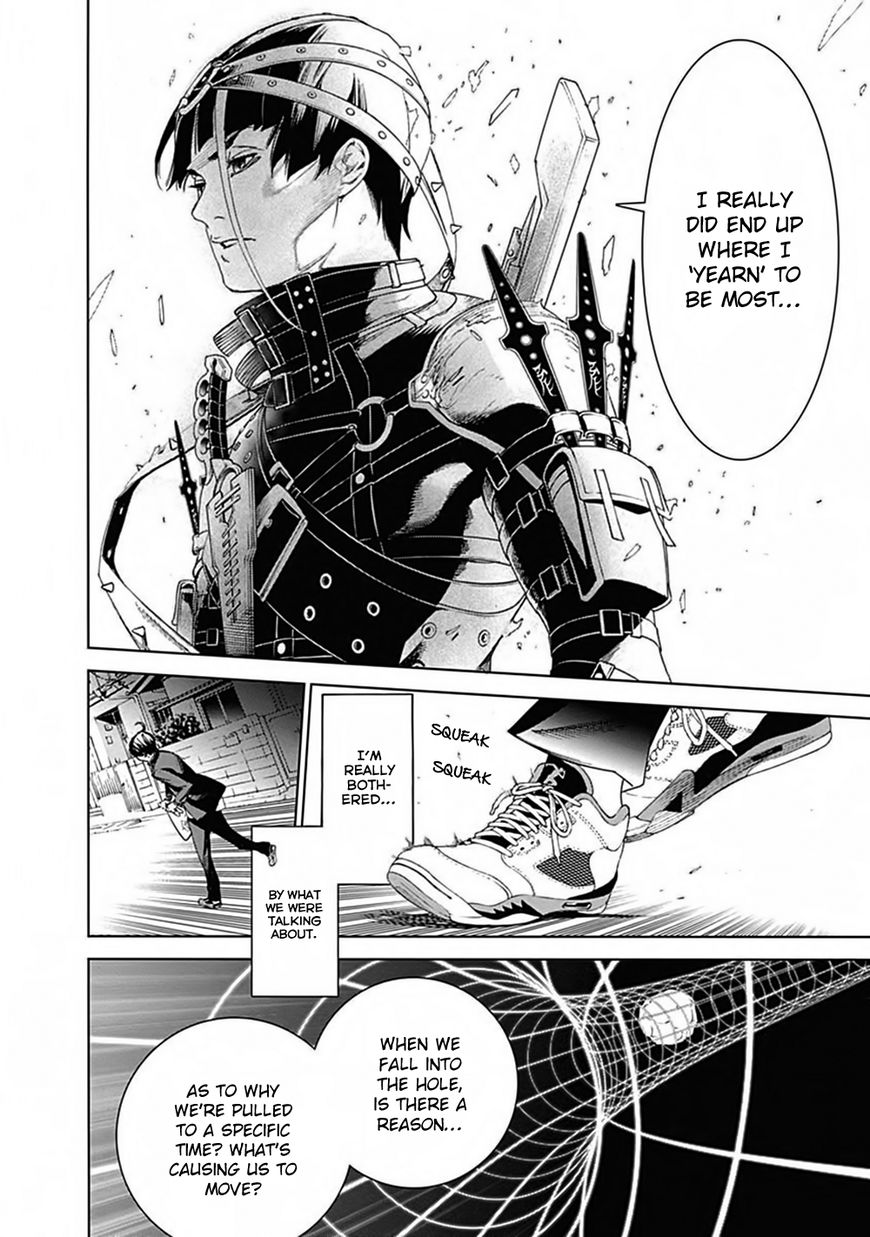 I REALLY
DID END UP
WHERE I
'YEARN' TO
BE MOST...
SQUEAK
SQUEAK
I'M
REALLY
BOTH-
ERED...
BY WHAT
WE WERE
TALKING
ABOUT.
WHEN WE
FALL INTO
THE HOLE,
IS THERE A
REASON...
AS TO WHY
WE'RE PULLED
TO A SPECIFIC
TIME? WHAT'S
CAUSING US TO
MOVE?